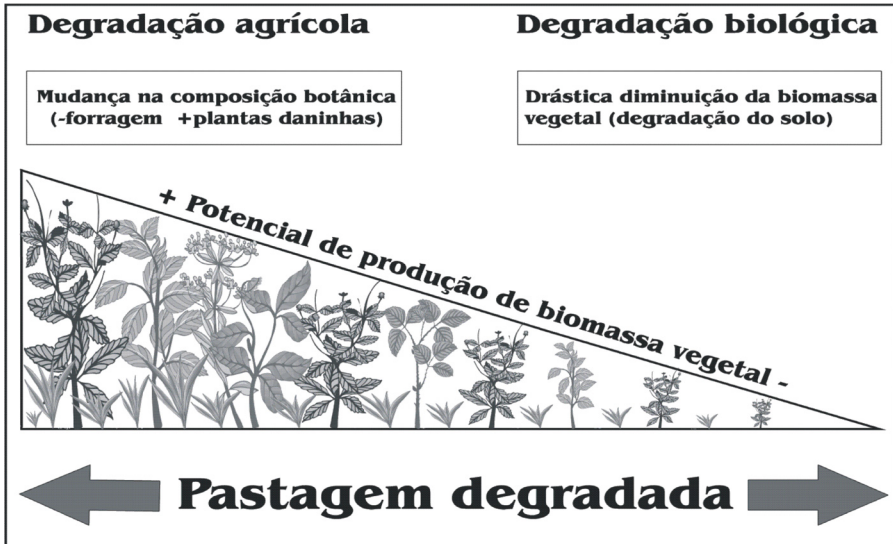 Degradação agrícola
Degradação biológica
Mudança na composição botânica
(-forragem +plantas daninhas)
Drástica diminuição da biomassa
vegetal (degradação do solo)
+ Potencial de produção de biomassa vegetal -
Pastagem degradada